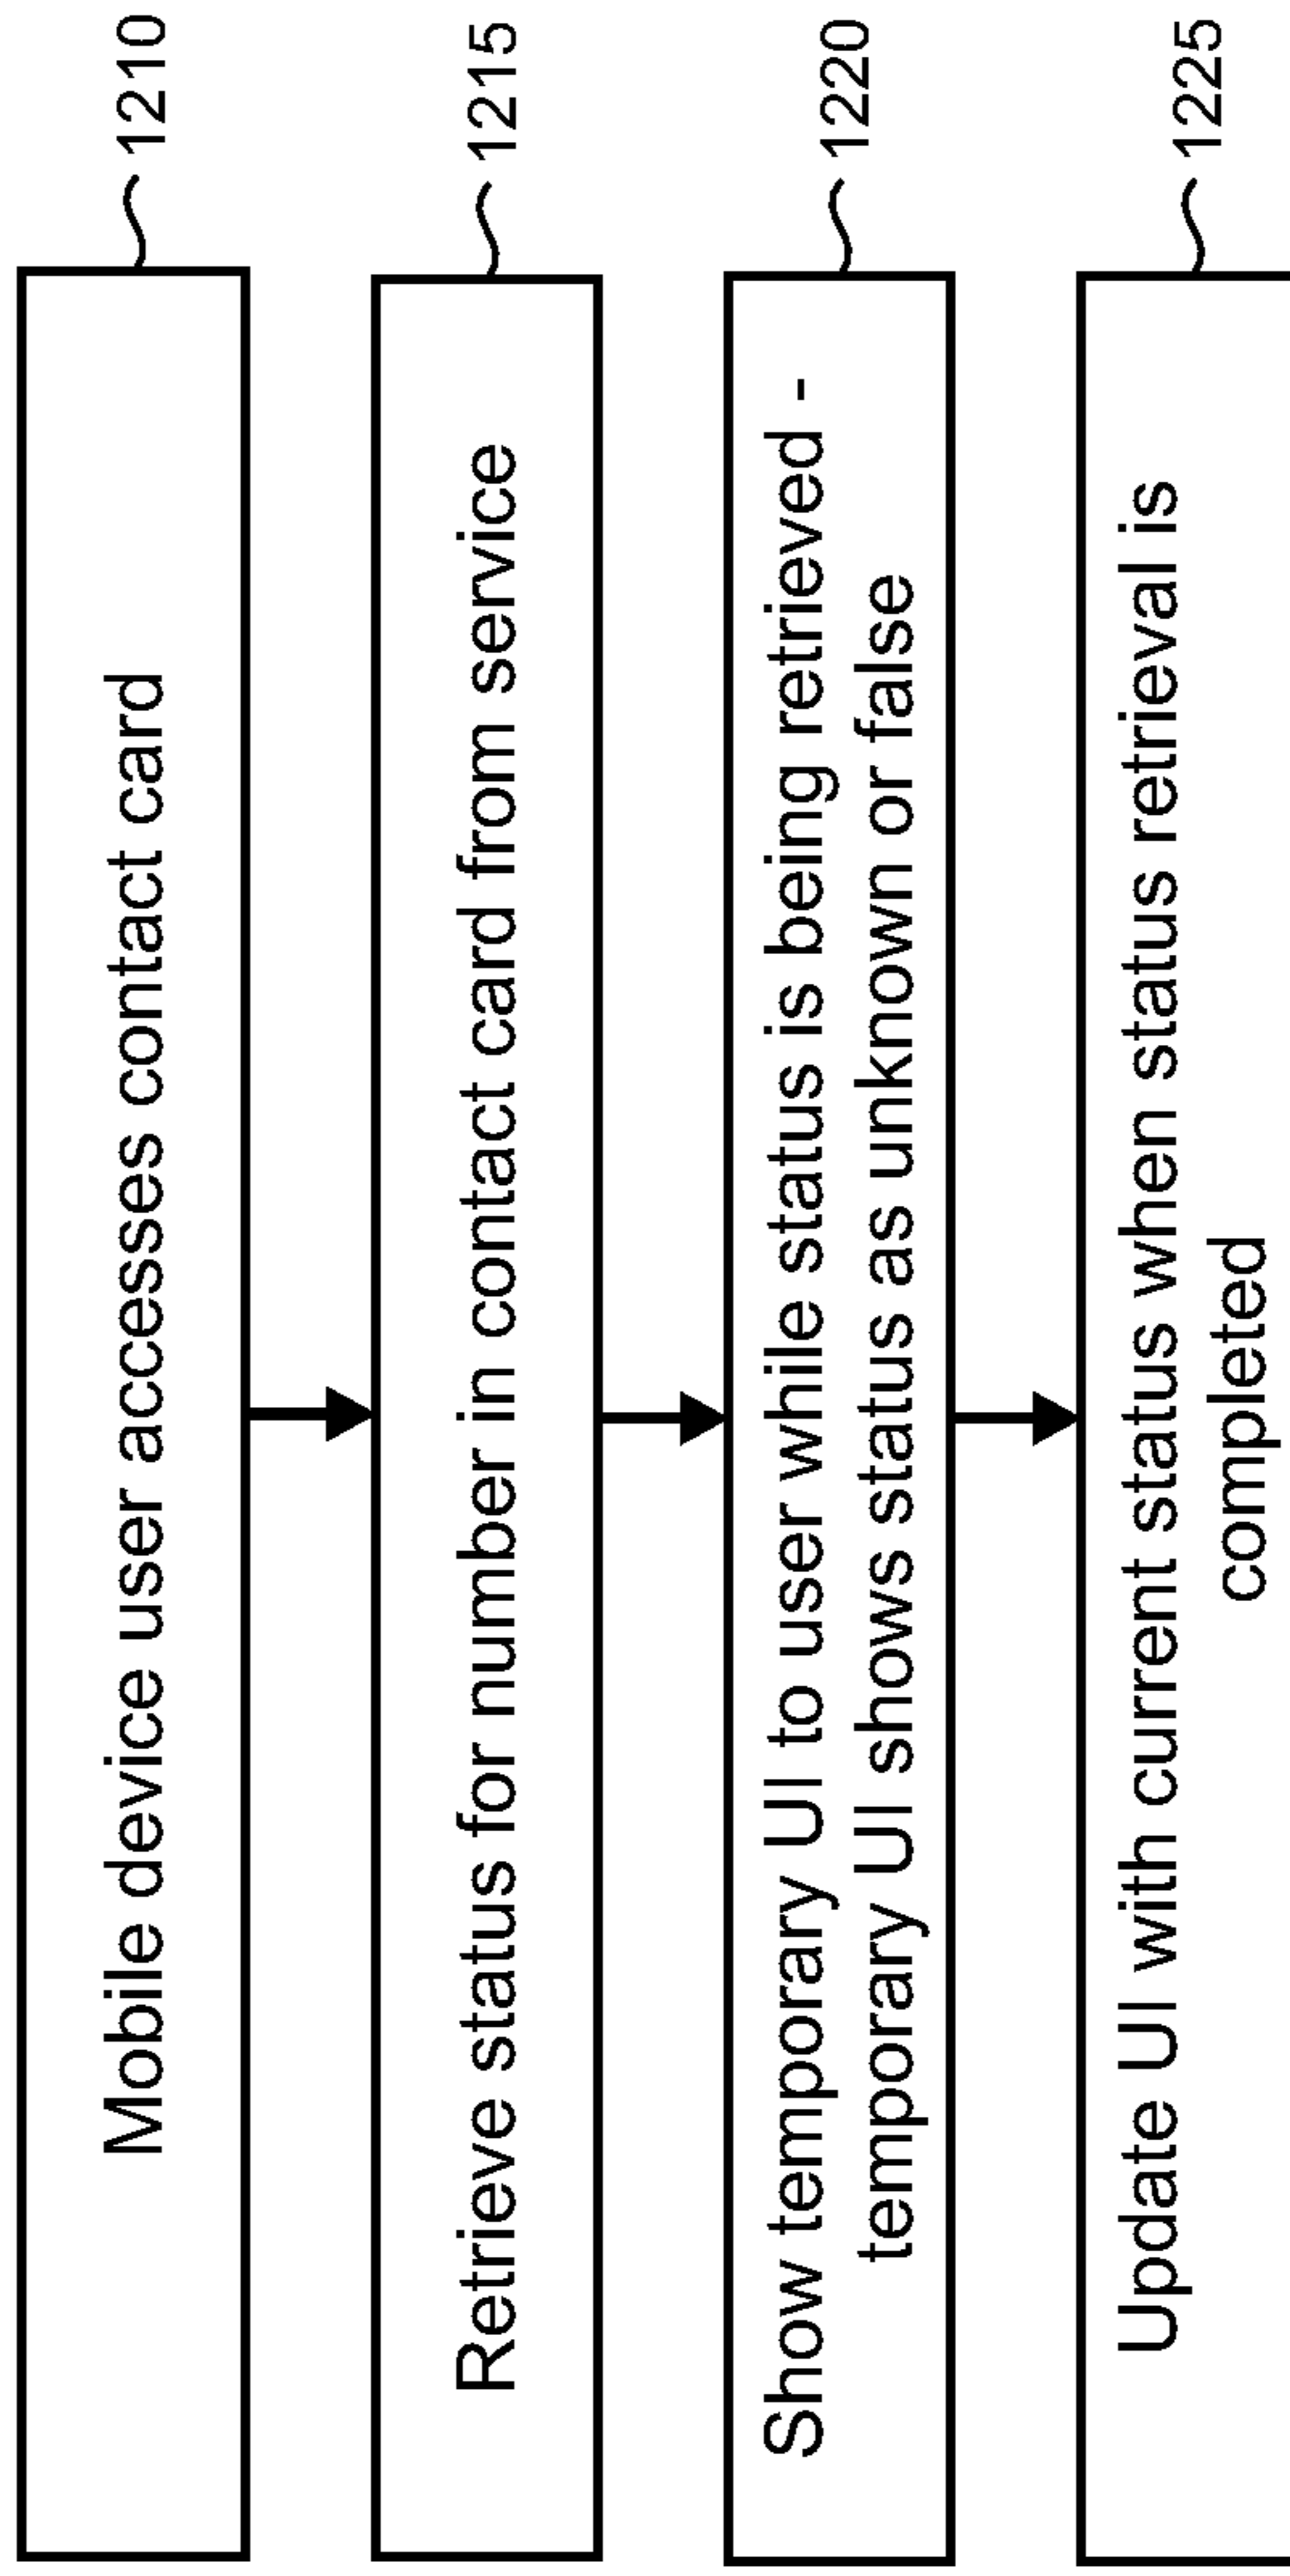 Mobile device user accesses contact card
1210
Retrieve status for number in contact card from service
1215
Show temporary UI to user while status is being retrieved -
temporary UI shows status as unknown or false
1220
Update UI with current status when status retrieval is
completed
1225